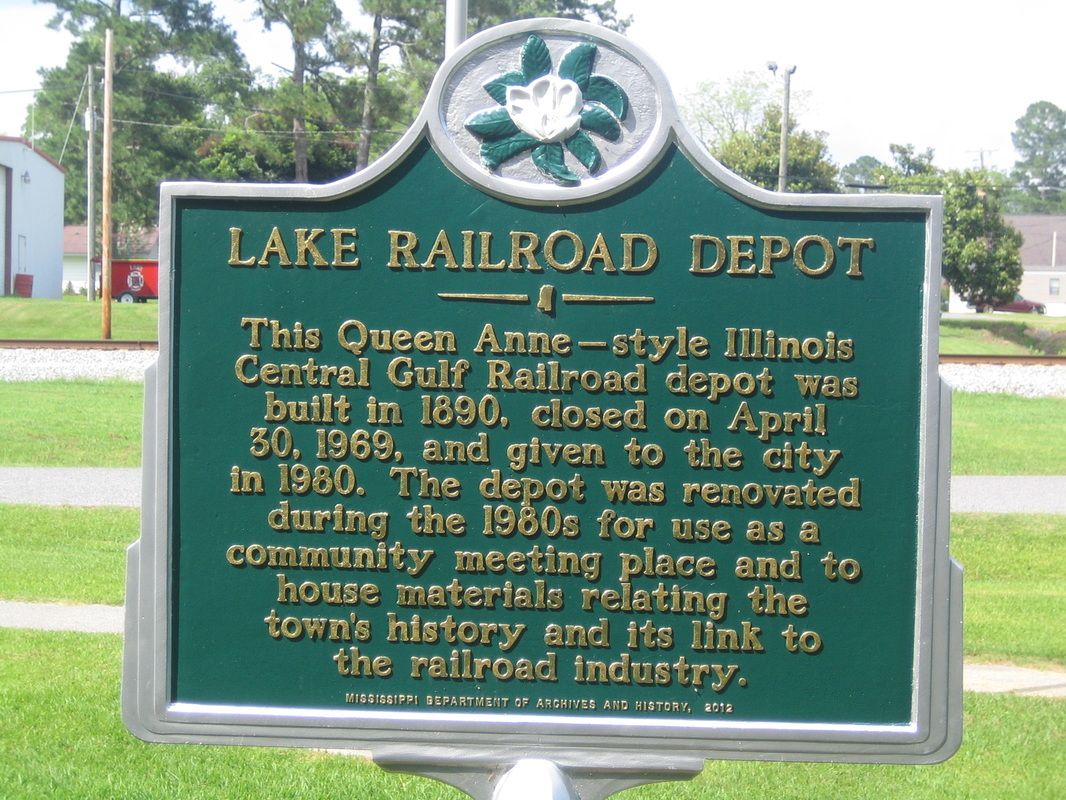 LAKE RAILROAD DEPOT
This Queen Anne—style Illinois
Central Gulf Railroad depot was
built in 1890, closed on April
30, 1969, and given to the city
in 1980. The depot was renovated
during the 1980s for use as a
community meeting place and to
house materials relating the
town's history and its link to
the railroad industry.
MISSISSIPPI DEPARTMENT OF ARCHIVES AND HISTORY, 2012